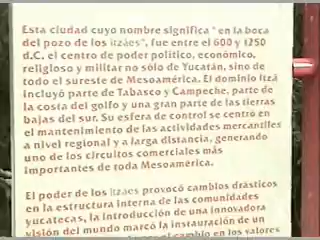 Esta ciudad cuyo nombre significa "en la boca
del pozo de los itzáes", fue entre el 600 y 1250
d.C. el centro de poder político, económico,
religioso y militar no sólo de Yucatán, sino de
todo el sureste de Mesoamérica. El dominio Itzá
incluyó parte de Tabasco y Campeche, parte de
la costa del golfo y una gran parte de las tierras
bajas del sur. Su esfera de control se centró en
el mantenimiento de las actividades mercantiles
a nivel regional y a larga distancia, generando
uno de los circuitos comerciales más
importantes de toda Mesoamérica.
El poder de los Itzaes provocó cambios drásticos
en la estructura interna de las comunidades
yucatecas, la introducción de una innovadora
visión del mundo marcó la instauración de un
el cambio en los valores